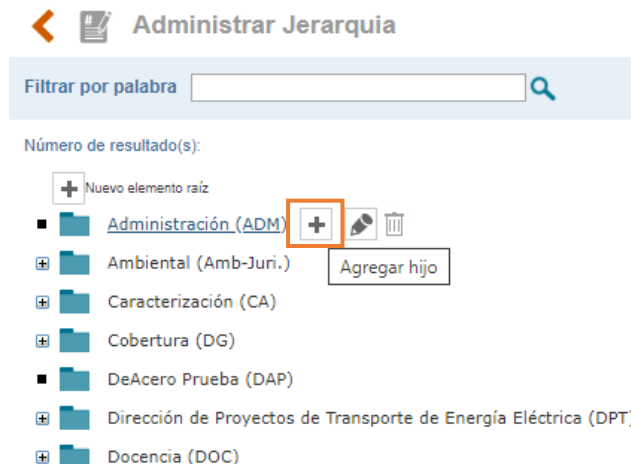 Administrar Jerarquia
Filtrar por palabra
Número de resultado(s):
Nuevo elemento raíz
Administración (ADM)
Agregar hijo
Ambiental (Amb-Juri.)
Caracterización (CA)
Cobertura (DG)
DeAcero Prueba (DAP)
Dirección de Proyectos de Transporte de Energía Eléctrica (DPT)
Docencia (DOC)